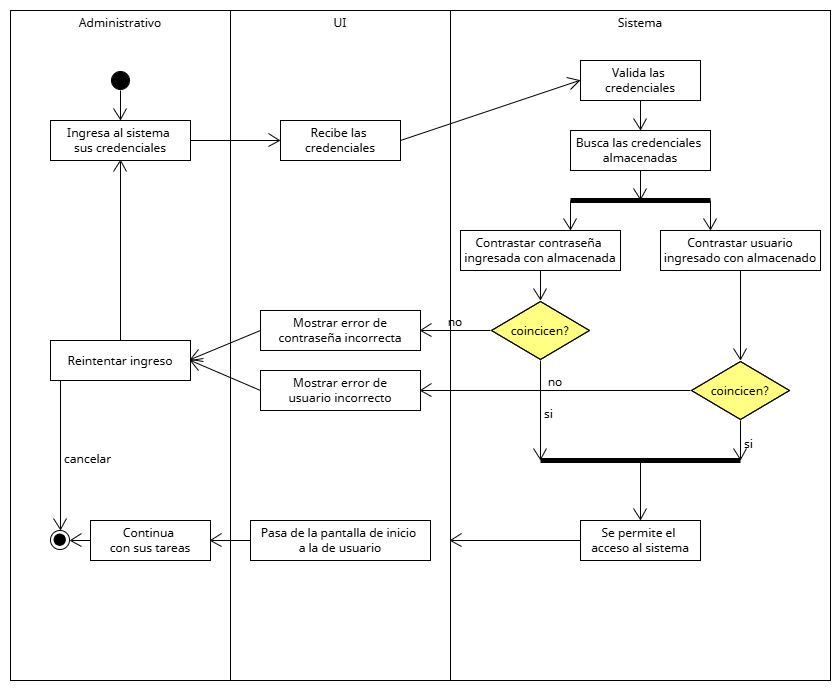 Administrativo
UI
Sistema
Valida las
credenciales
Ingresa al sistema
sus credenciales
Recibe las
credenciales
Busca las credenciales
almacenadas
Contrastar contraseña
ingresada con almacenada
Contrastar usuario
ingresado con almacenado
Mostrar error de
contraseña incorrecta
no
coincicen?
Reintentar ingreso
Mostrar error de
usuario incorrecto
no
coincicen?
si
si
cancelar
Continua
con sus tareas
Pasa de la pantalla de inicio
a la de usuario
Se permite el
acceso al sistema